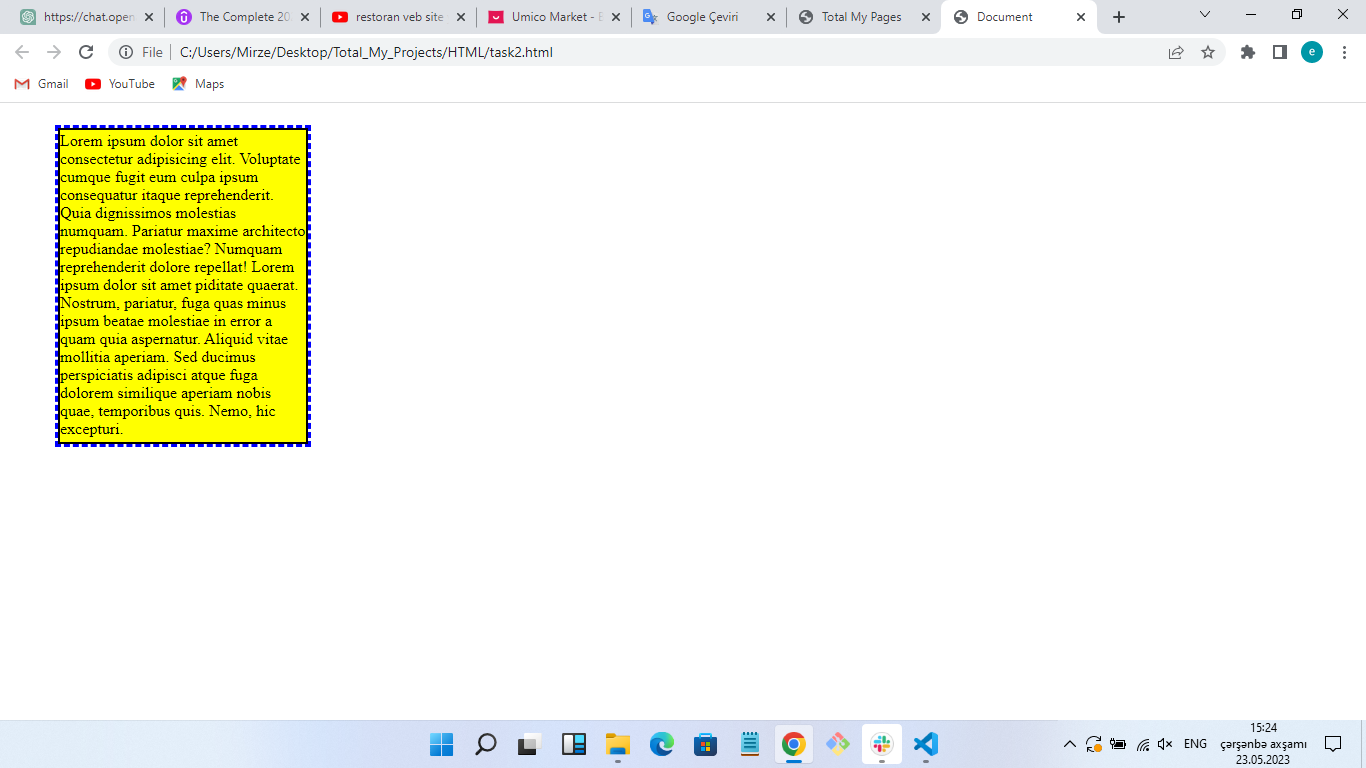 https://chat.open
The Complete 20
restoran veb site
Umico Market - B
Google Çeviri
Total My Pages
Document
File
C:/Users/Mirze/Desktop/Total_My_Projects/HTML/task2.html
e
Gmail
YouTube
Maps
Lorem ipsum dolor sit amet
consectetur adipisicing elit. Voluptate
cumque fugit eum culpa ipsum
consequatur itaque reprehenderit.
Quia dignissimos molestias
numquam. Pariatur maxime architecto
repudiandae molestiae? Numquam
reprehenderit dolore repellat! Lorem
ipsum dolor sit amet piditate quaerat.
Nostrum, pariatur, fuga quas minus
ipsum beatae molestiae in error a
quam quia aspernatur. Aliquid vitae
mollitia aperiam. Sed ducimus
perspiciatis adipisci atque fuga
dolorem similique aperiam nobis
quae, temporibus quis. Nemo, hic
excepturi.
ENG
15:24
çərşənbə axşamı
23.05.2023